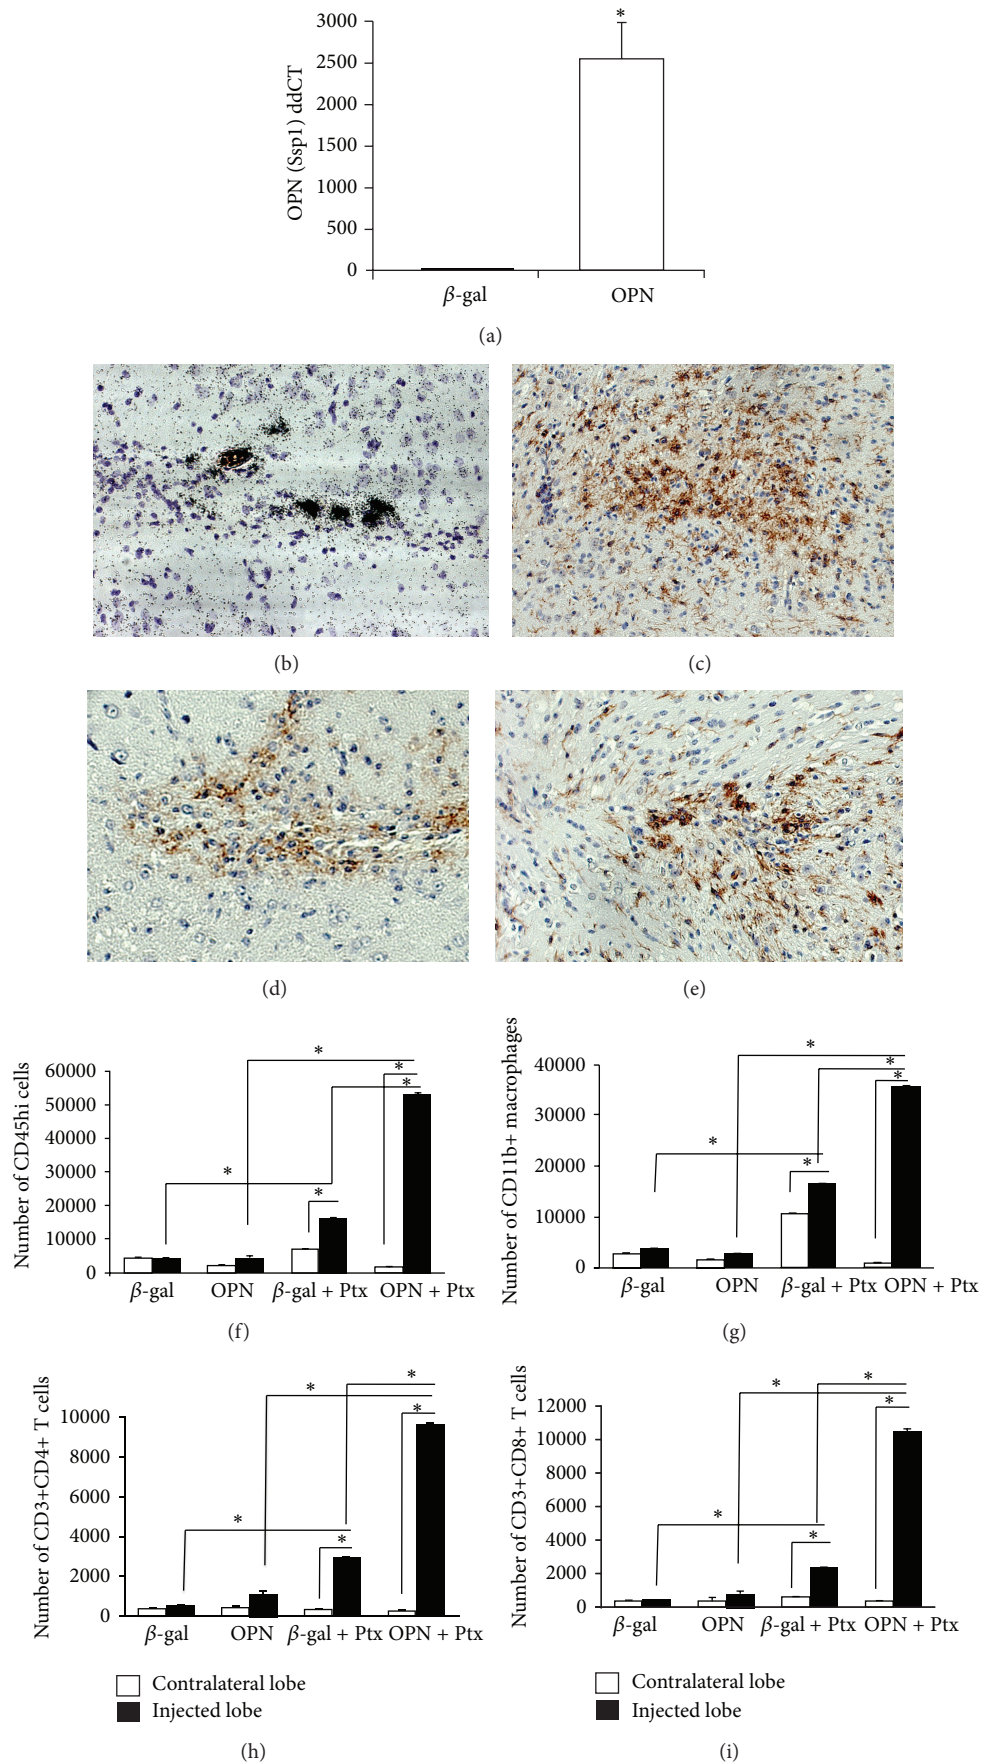 *
3000
2500
2000
1500
1000
500
0
OPN (Ssp1) ddCT
β-gal OPN
(a)
(b) (c)
(d) (e)
Number of CD45hi cells
60000
50000
40000
30000
20000
10000
0
* * * * *
β-gal OPN β-gal + Ptx OPN + Ptx
(f)
Number of CD11b+ macrophages
40000
30000
20000
10000
0
* * * * *
β-gal OPN β-gal + Ptx OPN + Ptx
(g)
Number of CD3+CD4+ T cells
10000
8000
6000
4000
2000
0
* * * * *
β-gal OPN β-gal + Ptx OPN + Ptx
Contralateral lobe
Injected lobe
(h)
Number of CD3+CD8+ T cells
12000
10000
8000
6000
4000
2000
0
* * * * *
β-gal OPN β-gal + Ptx OPN + Ptx
Contralateral lobe
Injected lobe
(i)